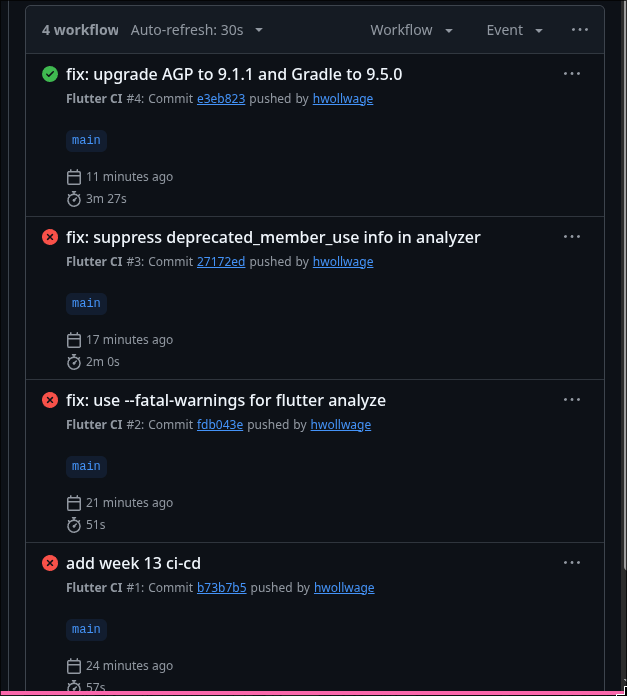 4 workflow Auto-refresh: 30s Workflow Event
fix: upgrade AGP to 9.1.1 and Gradle to 9.5.0
Flutter CI #4: Commit e3eb823 pushed by hwollwage
main
11 minutes ago
3m 27s
fix: suppress deprecated_member_use info in analyzer
Flutter CI #3: Commit 27172ed pushed by hwollwage
main
17 minutes ago
2m 0s
fix: use --fatal-warnings for flutter analyze
Flutter CI #2: Commit fdb043e pushed by hwollwage
main
21 minutes ago
51s
add week 13 ci-cd
Flutter CI #1: Commit b73b7b5 pushed by hwollwage
main
24 minutes ago
57s